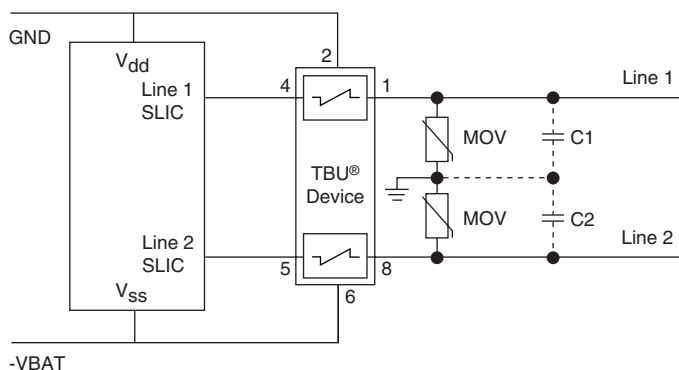 GND
Vdd
2
Line 1
SLIC
4
1
Line 1
MOV
C1
TBU®
Device
MOV
C2
Line 2
SLIC
5
8
Line 2
6
Vss
-VBAT